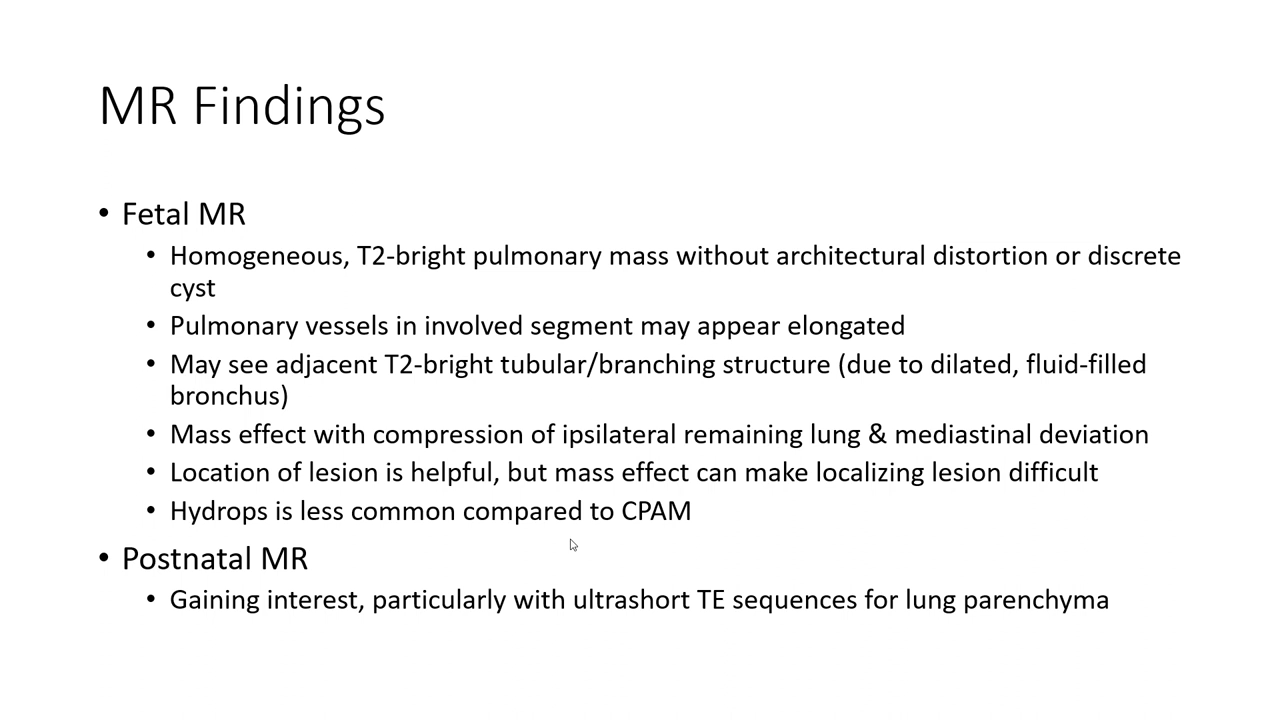 MR Findings
• Fetal MR
• Homogeneous, T2-bright pulmonary mass without architectural distortion or discrete
cyst
• Pulmonary vessels in involved segment may appear elongated
• May see adjacent T2-bright tubular/branching structure (due to dilated, fluid-filled
bronchus)
• Mass effect with compression of ipsilateral remaining lung & mediastinal deviation
• Location of lesion is helpful, but mass effect can make localizing lesion difficult
• Hydrops is less common compared to CPAM
• Postnatal MR
• Gaining interest, particularly with ultrashort TE sequences for lung parenchyma